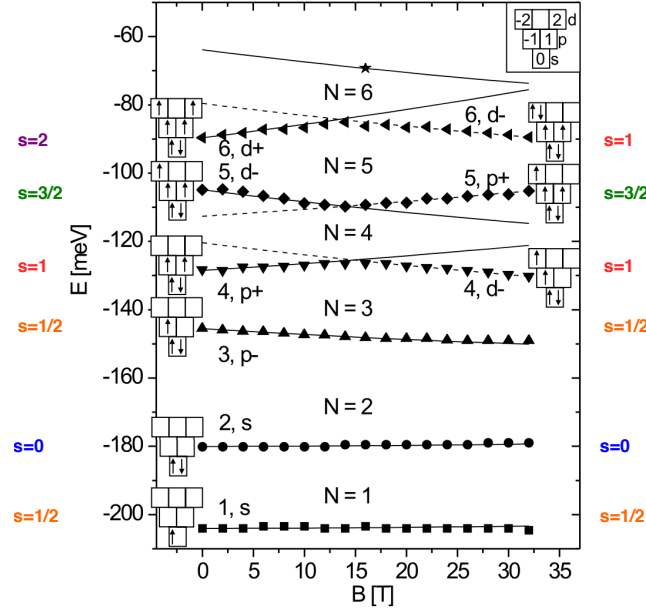 -60
-80
-100
-120
-140
-160
-180
-200
E [meV]
0
5
10
15
20
25
30
35
B [T]
-2 2 d
-1 1 p
0 s
N = 6
6, d+
6, d-
5, d-
N = 5
5, p+
N = 4
4, p+
4, d-
N = 3
3, p-
N = 2
2, s
N = 1
1, s
s=2
s=3/2
s=1
s=1/2
s=0
s=1/2
s=1
s=3/2
s=1
s=1/2
s=0
s=1/2